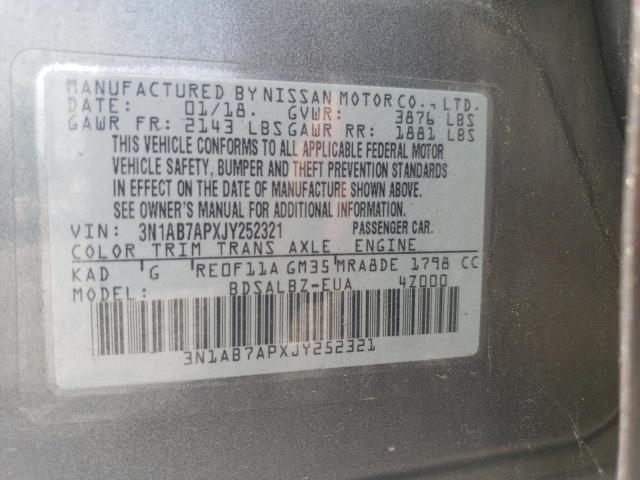 MANUFACTURED BY NISSAN MOTOR CO., LTD.
DATE: 01/18. GVWR: 3876 LBS
GAWR FR: 2143 LBS GAWR RR: 1881 LBS
THIS VEHICLE CONFORMS TO ALL APPLICABLE FEDERAL MOTOR
VEHICLE SAFETY, BUMPER AND THEFT PREVENTION STANDARDS
IN EFFECT ON THE DATE OF MANUFACTURE SHOWN ABOVE.
SEE OWNER'S MANUAL FOR ADDITIONAL INFORMATION.
VIN: 3N1AB7APXJY252321 PASSENGER CAR.
COLOR TRIM TRANS AXLE ENGINE
KAD G RE0F11A GM35 MRA8DE 1798 CC
MODEL: BDSALBZ-EUA 4Z000
3N1AB7APXJY252321